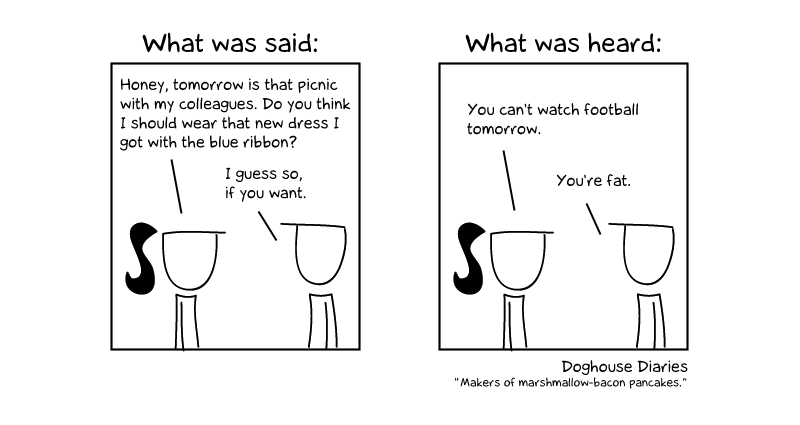 What was said:
Honey, tomorrow is that picnic
with my colleagues. Do you think
I should wear that new dress I
got with the blue ribbon?
I guess so,
if you want.
What was heard:
You can't watch football
tomorrow.
You're fat.
Doghouse Diaries
"Makers of marshmallow-bacon pancakes."